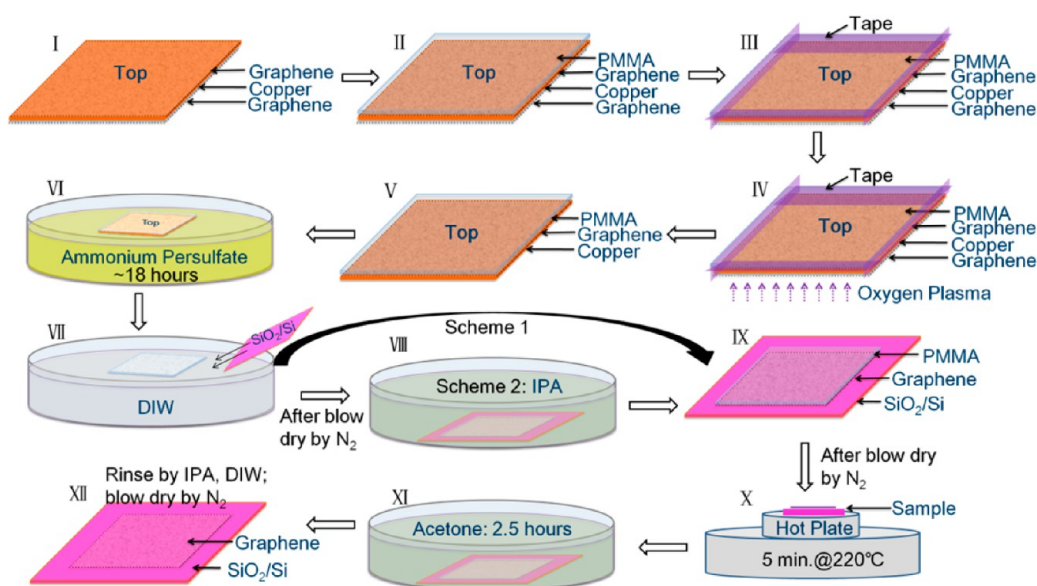 I
Top
Graphene
Copper
Graphene
II
Top
PMMA
Graphene
Copper
Graphene
III
Tape
Top
PMMA
Graphene
Copper
Graphene
IV
Tape
Top
PMMA
Graphene
Copper
Graphene
Oxygen Plasma
V
Top
PMMA
Graphene
Copper
VI
Top
Ammonium Persulfate
~18 hours
VII
SiO₂/Si
DIW
Scheme 1
After blow
dry by N₂
VIII
Scheme 2: IPA
IX
PMMA
Graphene
SiO₂/Si
After blow dry
by N₂
X
Sample
Hot Plate
5 min.@220℃
XI
Acetone: 2.5 hours
XII
Rinse by IPA, DIW;
blow dry by N₂
Graphene
SiO₂/Si